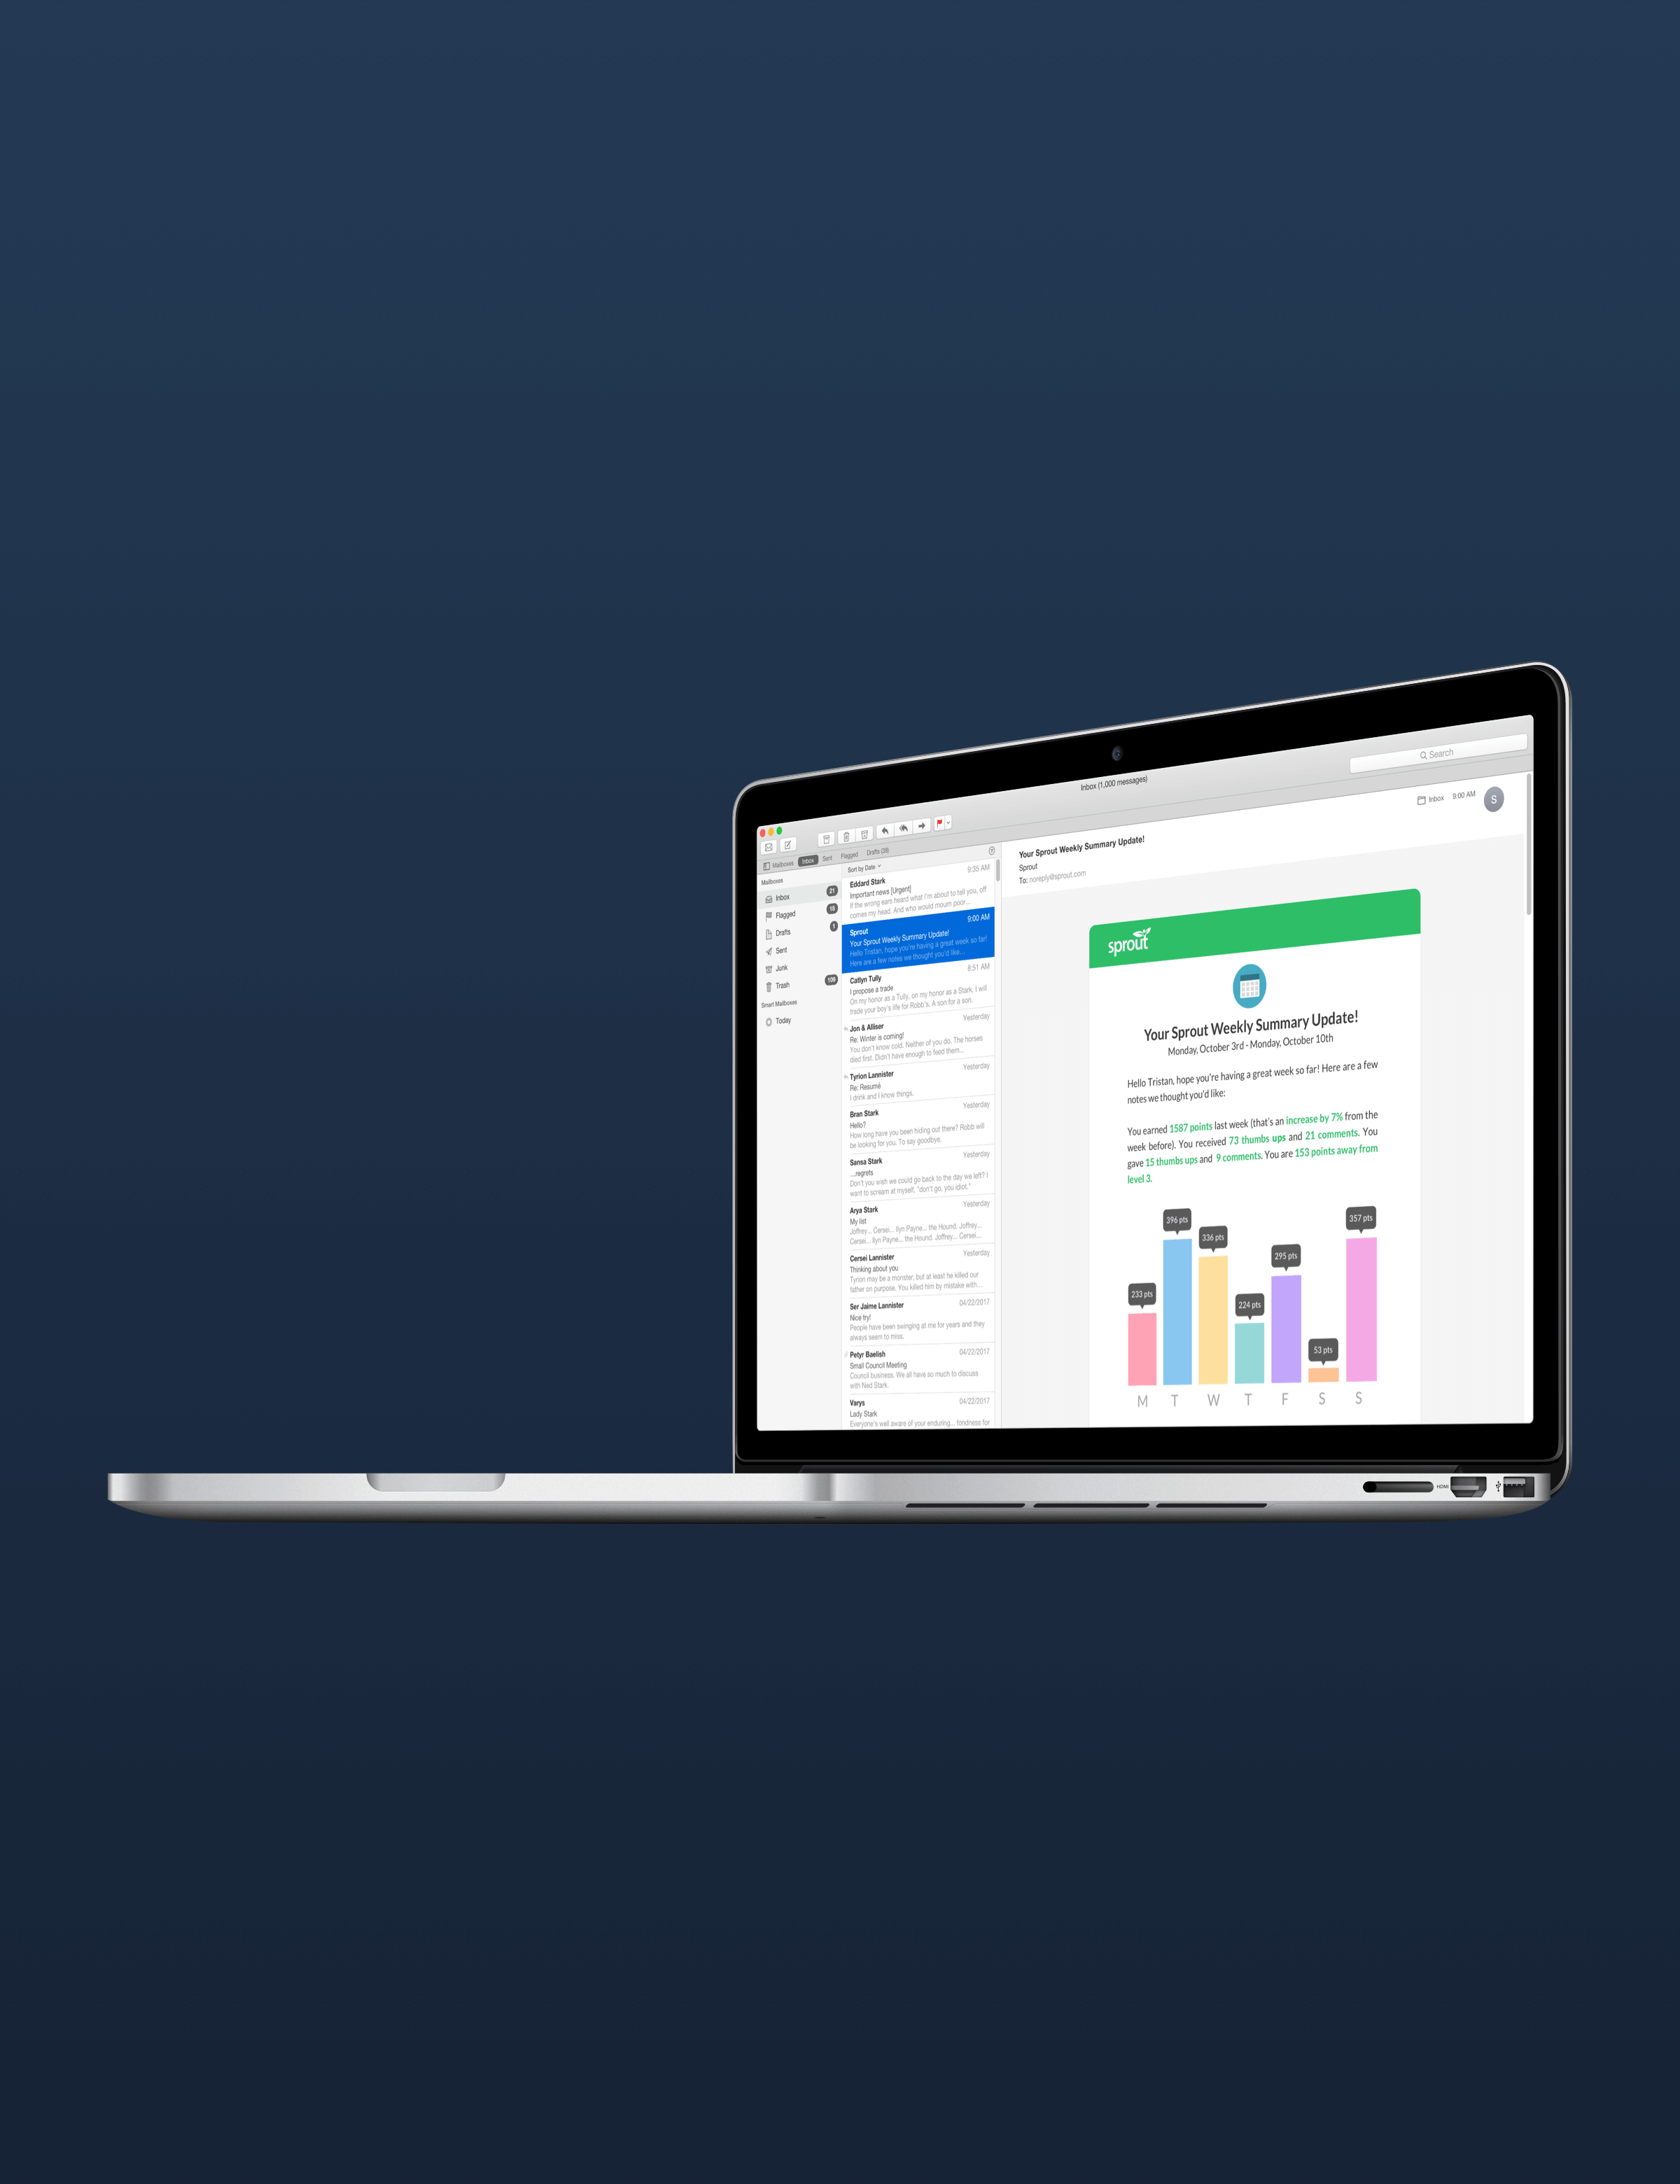 Inbox (1,000 messages)
Search
Mailboxes Inbox Sent Flagged Drafts (39)
Mailboxes
Inbox 21
Flagged 18
Drafts 1
Sent
Junk
Trash 109
Smart Mailboxes
Today
Sort by Date
Eddard Stark 9:35 AM
Important news [Urgent]
If the wrong ears heard what I'm about to tell you, off
comes my head. And who would mourn poor...
Sprout 9:00 AM
Your Sprout Weekly Summary Update!
Hello Tristan, hope you're having a great week so far!
Here are a few notes we thought you'd like...
Catlyn Tully 8:51 AM
I propose a trade
On my honor as a Tully, on my honor as a Stark, I will
trade your boy's life for Robb's. A son for a son.
Jon & Alliser Yesterday
Re: Winter is coming!
You don't know cold. Neither of you do. The horses
died first. Didn't have enough to feed them...
Tyrion Lannister Yesterday
Re: Resumé
I drink and I know things.
Bran Stark Yesterday
Hello?
How long have you been hiding out there? Robb will
be looking for you. To say goodbye.
Sansa Stark Yesterday
...regrets
Don't you wish we could go back to the day we left? I
want to scream at myself, "don't go, you idiot."
Arya Stark Yesterday
My list
Joffrey... Cersei... Ilyn Payne... the Hound. Joffrey...
Cersei... Ilyn Payne... the Hound. Joffrey... Cersei...
Cersei Lannister Yesterday
Thinking about you
Tyrion may be a monster, but at least he killed our
father on purpose. You killed him by mistake with...
Ser Jaime Lannister 04/22/2017
Nice try!
People have been swinging at me for years and they
always seem to miss.
Petyr Baelish 04/22/2017
Small Council Meeting
Council business. We all have so much to discuss
with Ned Stark.
Varys 04/22/2017
Lady Stark
Everyone's well aware of your enduring... fondness for
Your Sprout Weekly Summary Update!
Sprout
To: noreply@sprout.com
Inbox 9:00 AM S
sprout
Your Sprout Weekly Summary Update!
Monday, October 3rd - Monday, October 10th
Hello Tristan, hope you're having a great week so far! Here are a few
notes we thought you'd like:
You earned 1587 points last week (that's an increase by 7% from the
week before). You received 73 thumbs ups and 21 comments. You
gave 15 thumbs ups and 9 comments. You are 153 points away from
level 3.
233 pts
396 pts
336 pts
224 pts
295 pts
53 pts
357 pts
M T W T F S S
HDMI